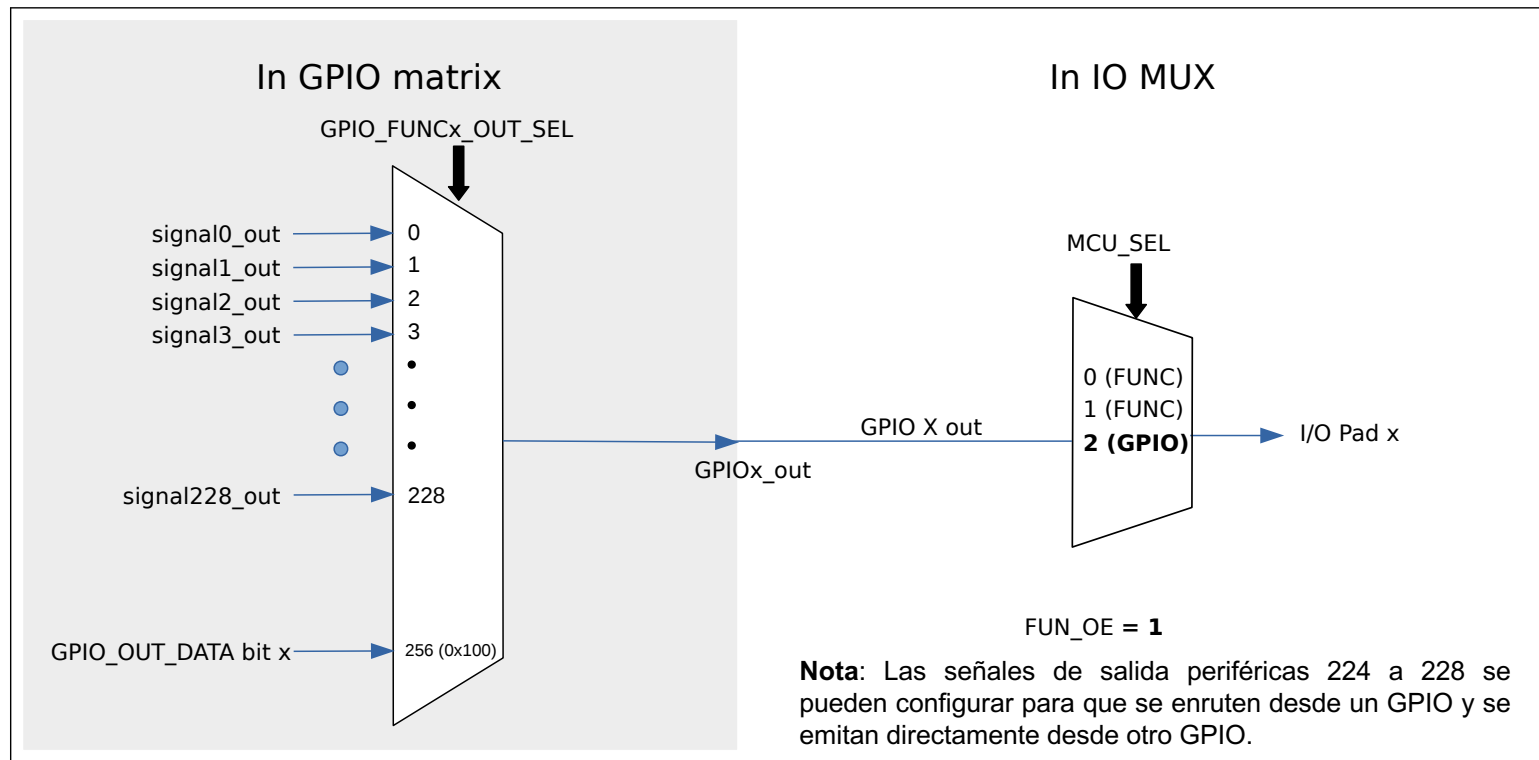 In GPIO matrix
In IO MUX
GPIO_FUNCx_OUT_SEL
signal0_out
0
signal1_out
1
signal2_out
2
signal3_out
3
signal228_out
228
GPIO_OUT_DATA bit x
256 (0x100)
GPIOx_out
GPIO X out
MCU_SEL
0 (FUNC)
1 (FUNC)
2 (GPIO)
I/O Pad x
FUN_OE = 1
Nota: Las señales de salida periféricas 224 a 228 se
pueden configurar para que se enruten desde un GPIO y se
emitan directamente desde otro GPIO.